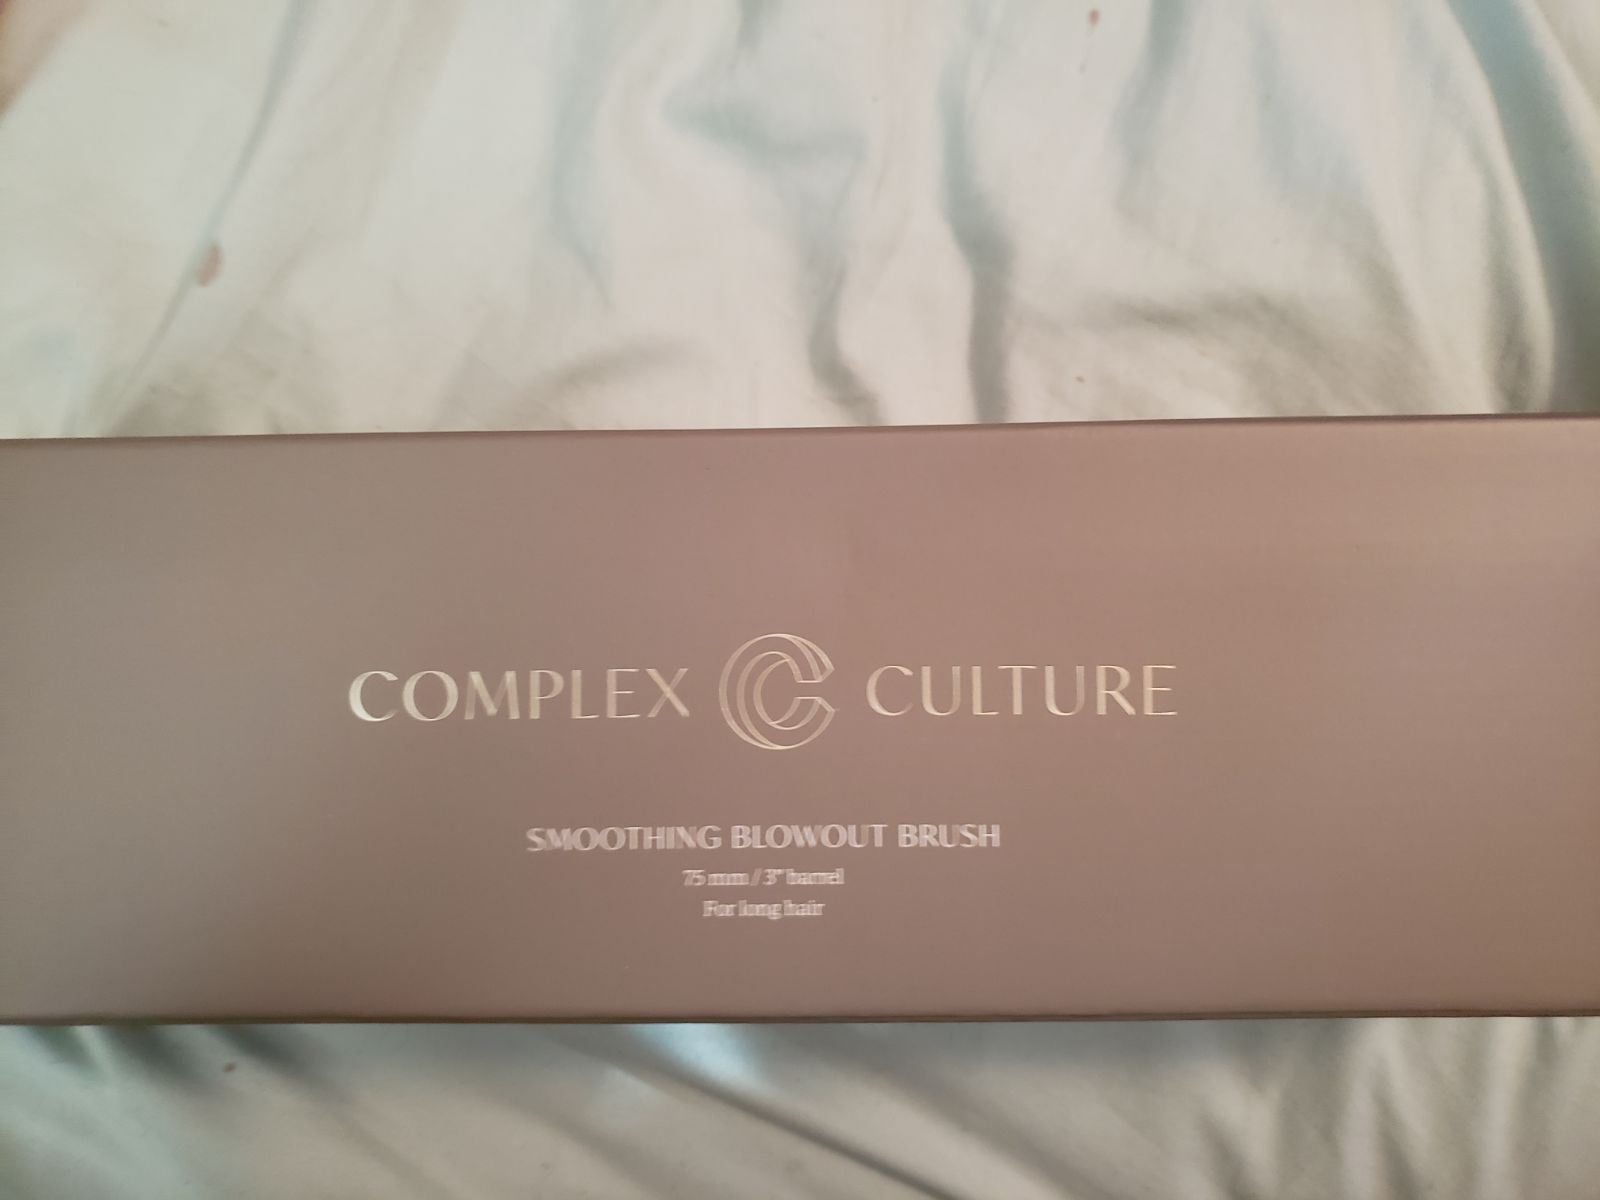 COMPLEX C CULTURE
SMOOTHING BLOWOUT BRUSH
75 mm / 3" barrel
For long hair